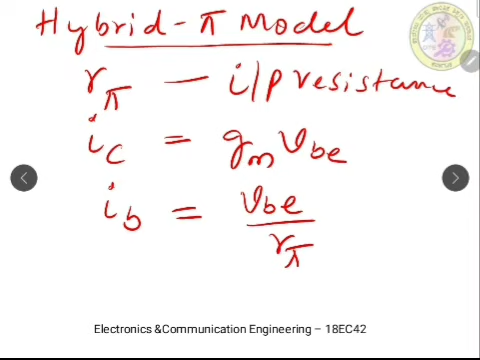 Hybrid-π Model
rπ — i/p resistance
ic = gm vbe
ib = vbe / rπ
Electronics &Communication Engineering – 18EC42